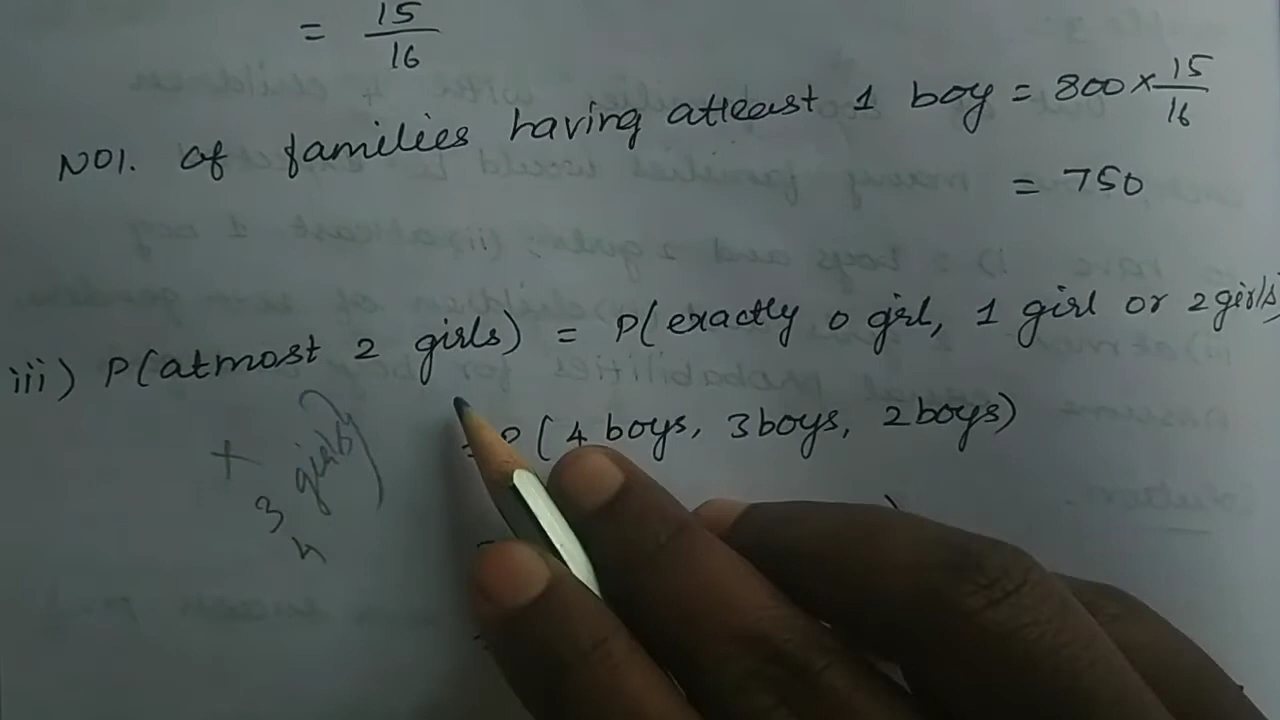 = 15/16
NO1. of families having atleast 1 boy = 800 × 15/16
= 750
iii) P(atmost 2 girls) = P(exactly 0 girl, 1 girl or 2 girls)
= P(4 boys, 3 boys, 2 boys)
+
3 girls
4